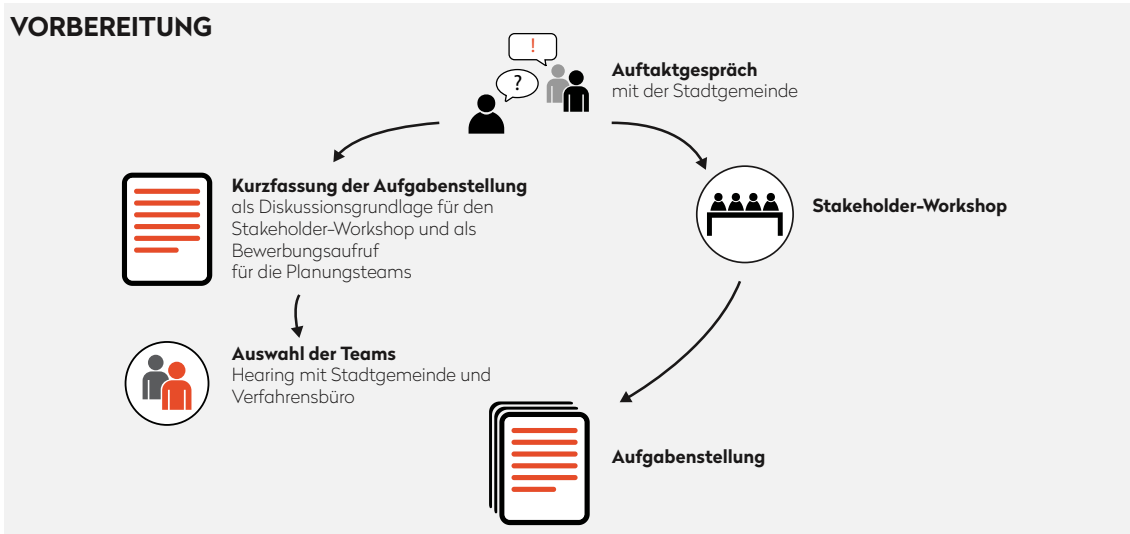 VORBEREITUNG
!
?
Auftaktgespräch
mit der Stadtgemeinde
Kurzfassung der Aufgabenstellung
als Diskussionsgrundlage für den
Stakeholder-Workshop und als
Bewerbungsaufruf
für die Planungsteams
Stakeholder-Workshop
Auswahl der Teams
Hearing mit Stadtgemeinde und
Verfahrensbüro
Aufgabenstellung